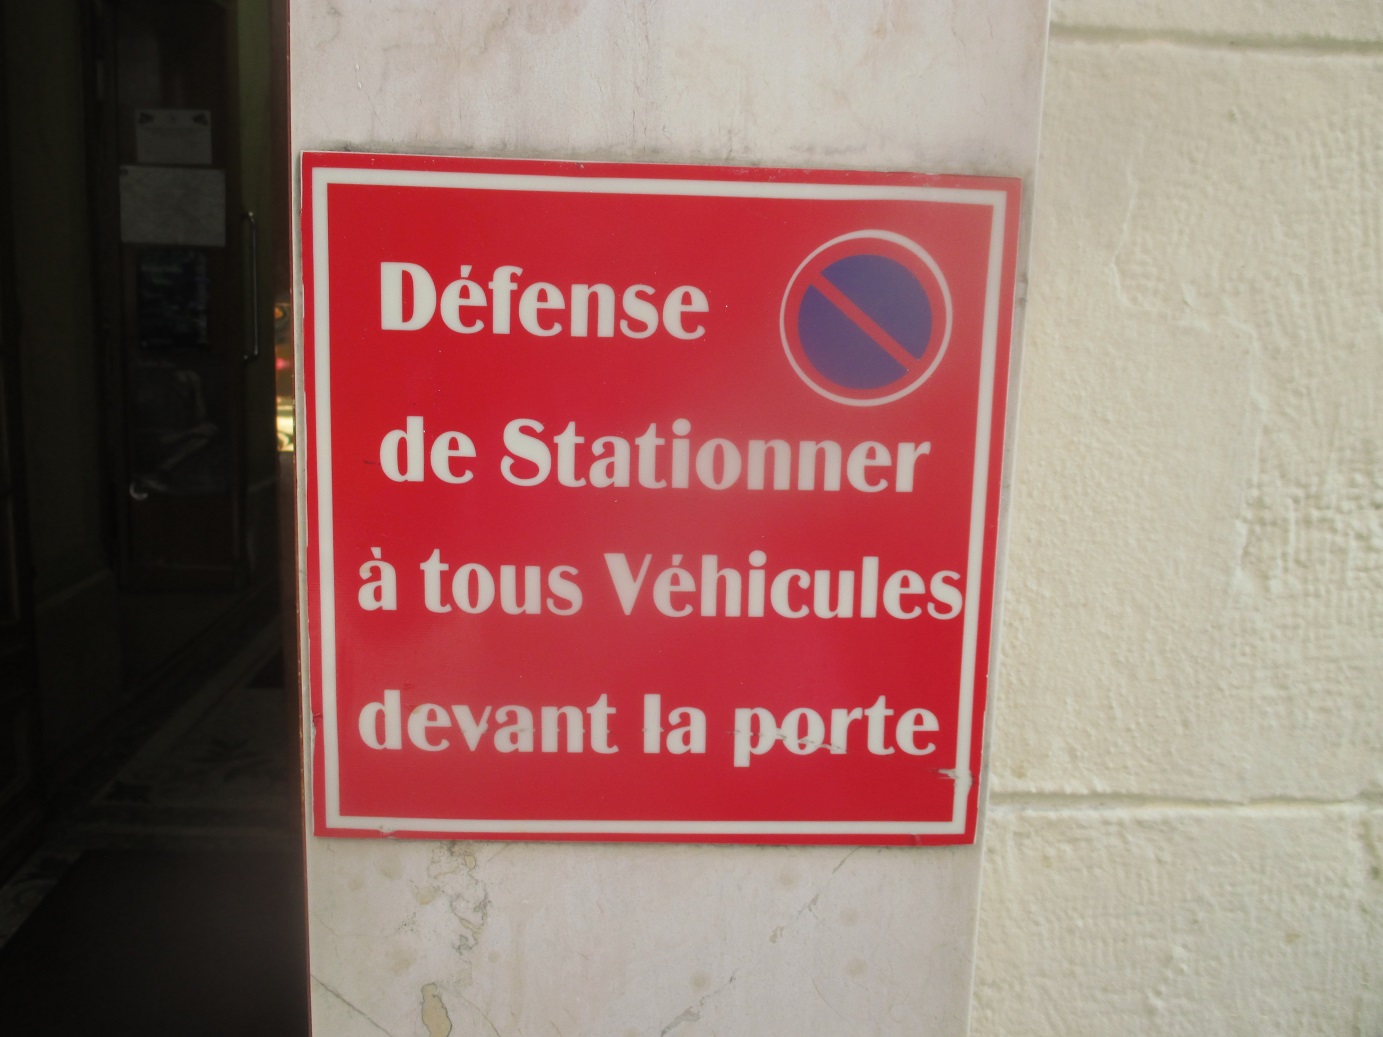 Défense
de Stationner
à tous Véhicules
devant la porte